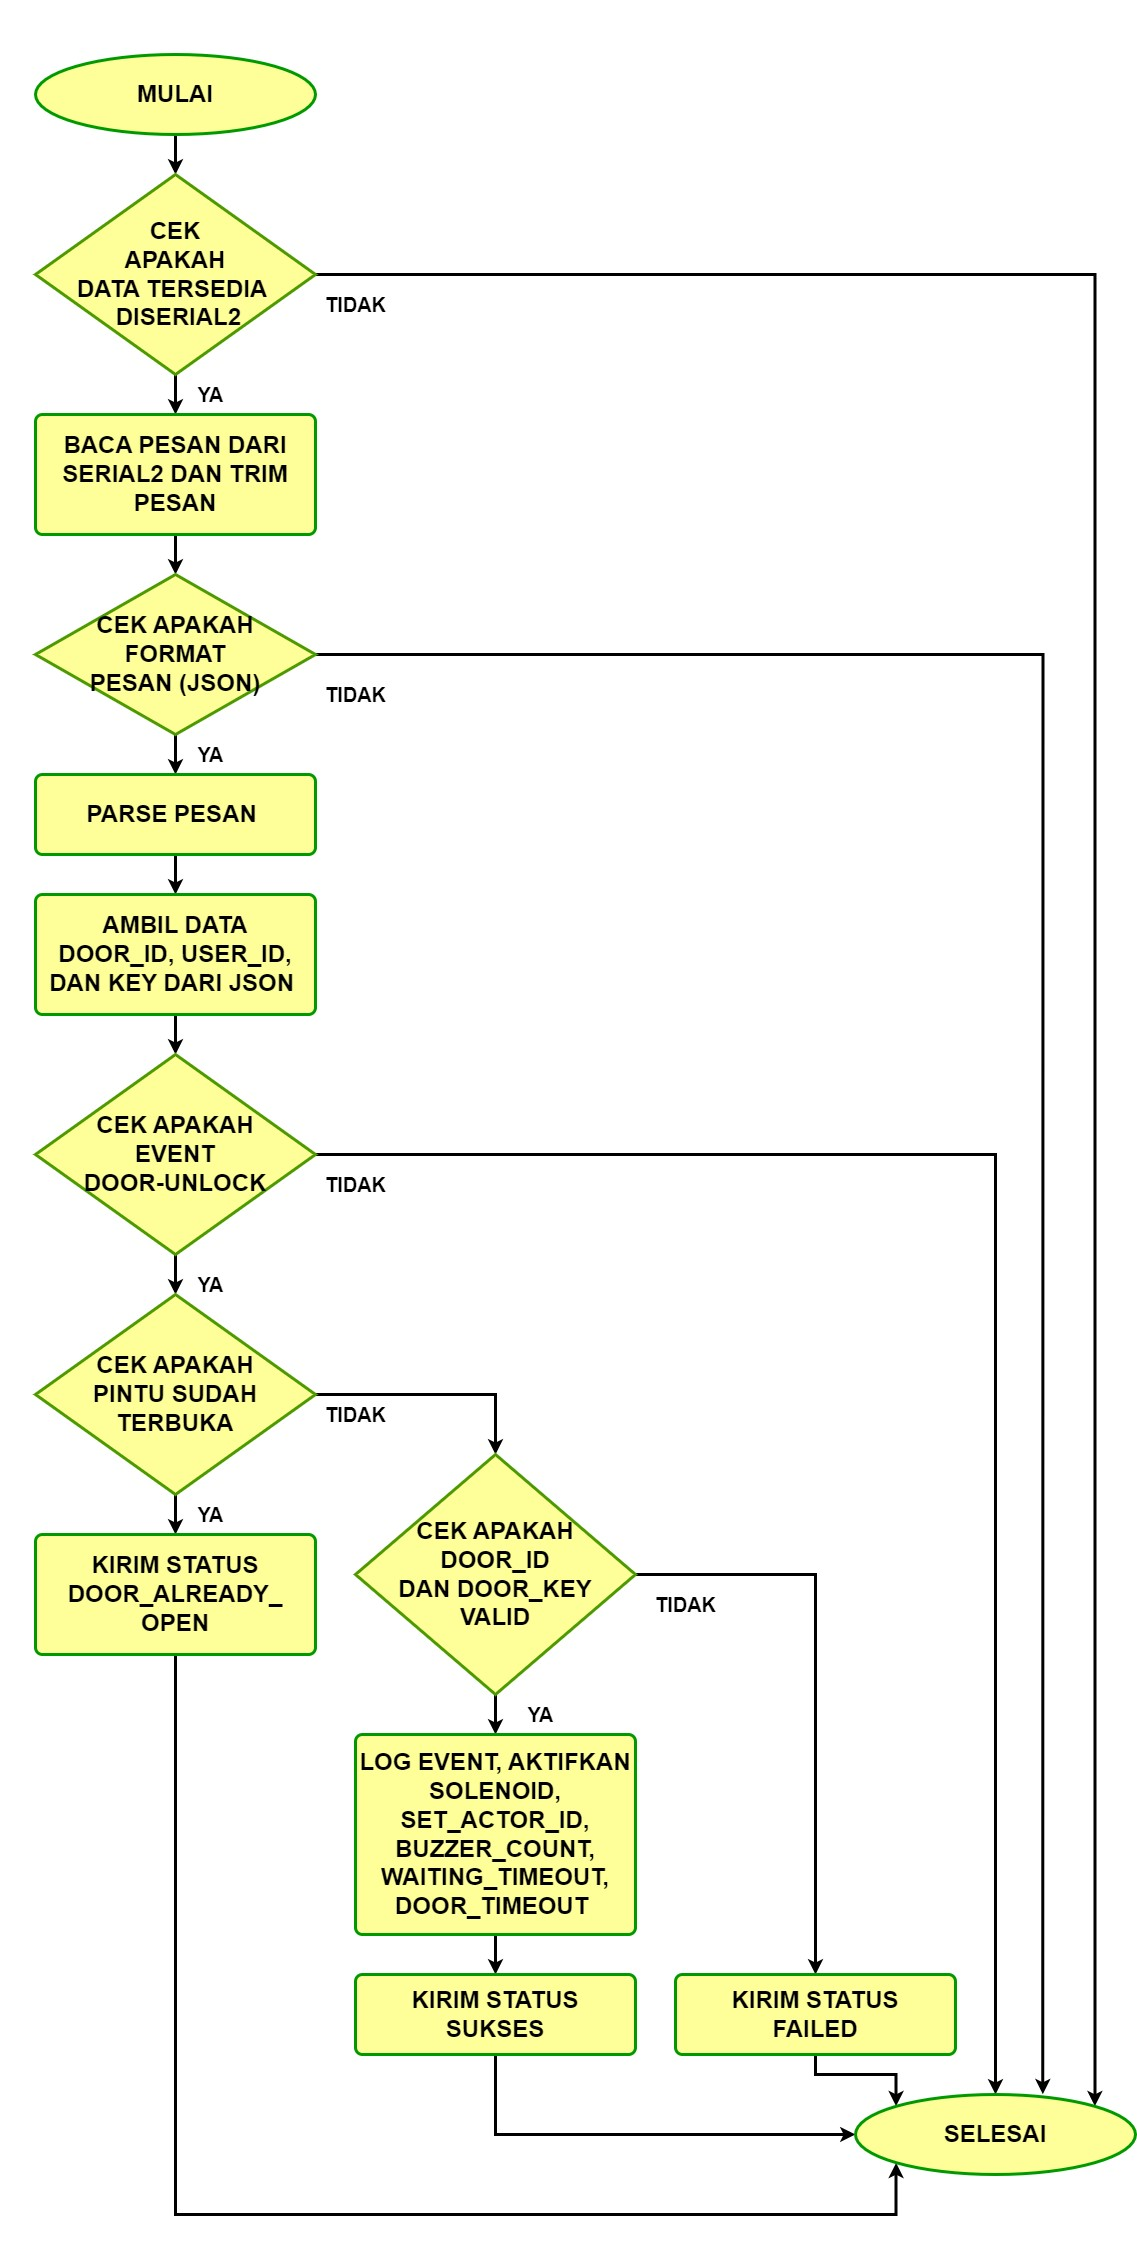 MULAI
CEK
APAKAH
DATA TERSEDIA
DISERIAL2
TIDAK
YA
BACA PESAN DARI
SERIAL2 DAN TRIM
PESAN
CEK APAKAH
FORMAT
PESAN (JSON)
TIDAK
YA
PARSE PESAN
AMBIL DATA
DOOR_ID, USER_ID,
DAN KEY DARI JSON
CEK APAKAH
EVENT
DOOR-UNLOCK
TIDAK
YA
CEK APAKAH
PINTU SUDAH
TERBUKA
TIDAK
YA
KIRIM STATUS
DOOR_ALREADY_
OPEN
CEK APAKAH
DOOR_ID
DAN DOOR_KEY
VALID
TIDAK
YA
LOG EVENT, AKTIFKAN
SOLENOID,
SET_ACTOR_ID,
BUZZER_COUNT,
WAITING_TIMEOUT,
DOOR_TIMEOUT
KIRIM STATUS
SUKSES
KIRIM STATUS
FAILED
SELESAI